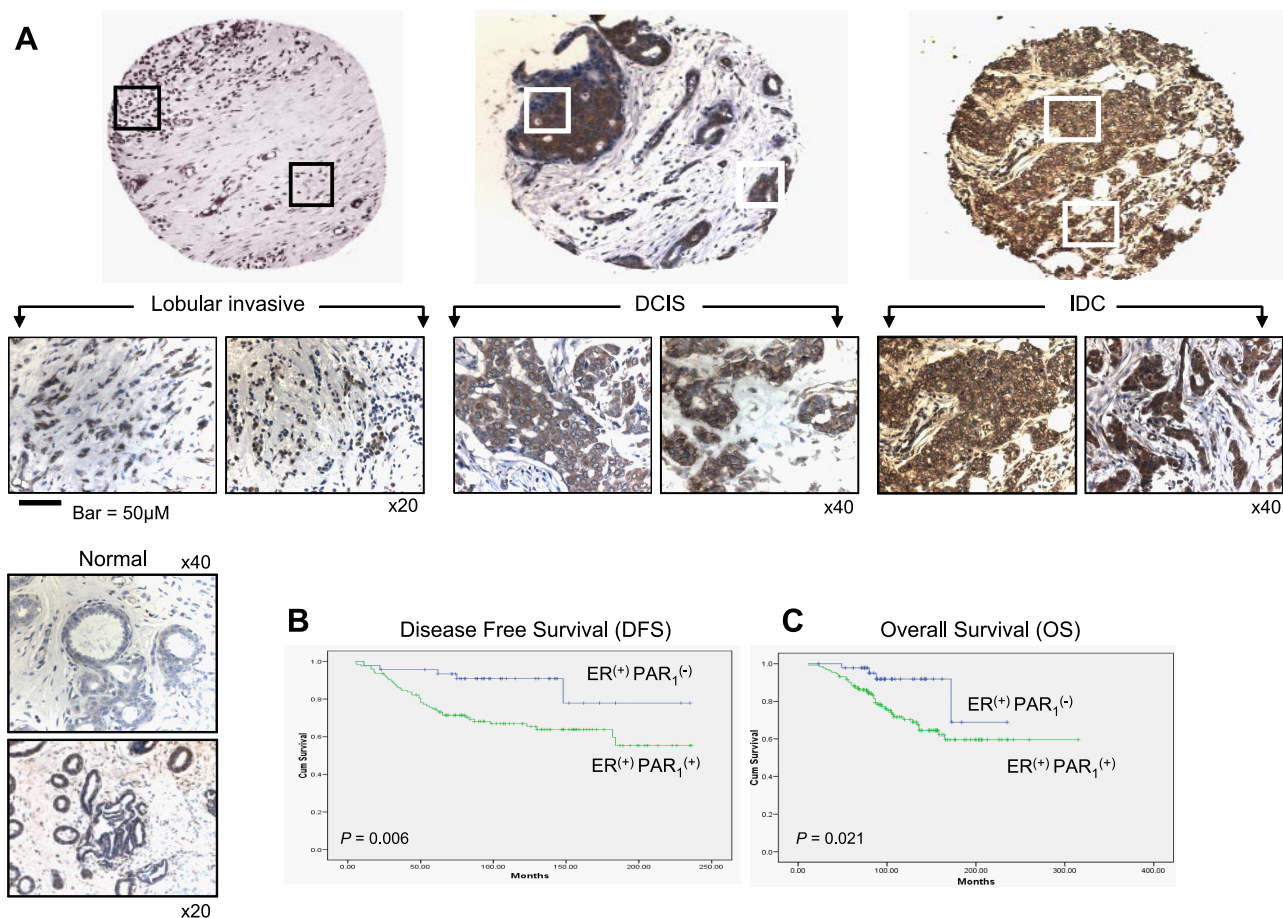 A
Lobular invasive
DCIS
IDC
Bar = 50µM
x20
x40
x40
Normal
x40
x20
B
Disease Free Survival (DFS)
Cum Survival
1.0
0.8
0.6
0.4
0.2
0.0
ER(+) PAR1(-)
ER(+) PAR1(+)
P = 0.006
0.00 50.00 100.00 150.00 200.00 250.00
Months
C
Overall Survival (OS)
Cum Survival
1.0
0.8
0.6
0.4
0.2
0.0
ER(+) PAR1(-)
ER(+) PAR1(+)
P = 0.021
0.00 100.00 200.00 300.00 400.00
Months